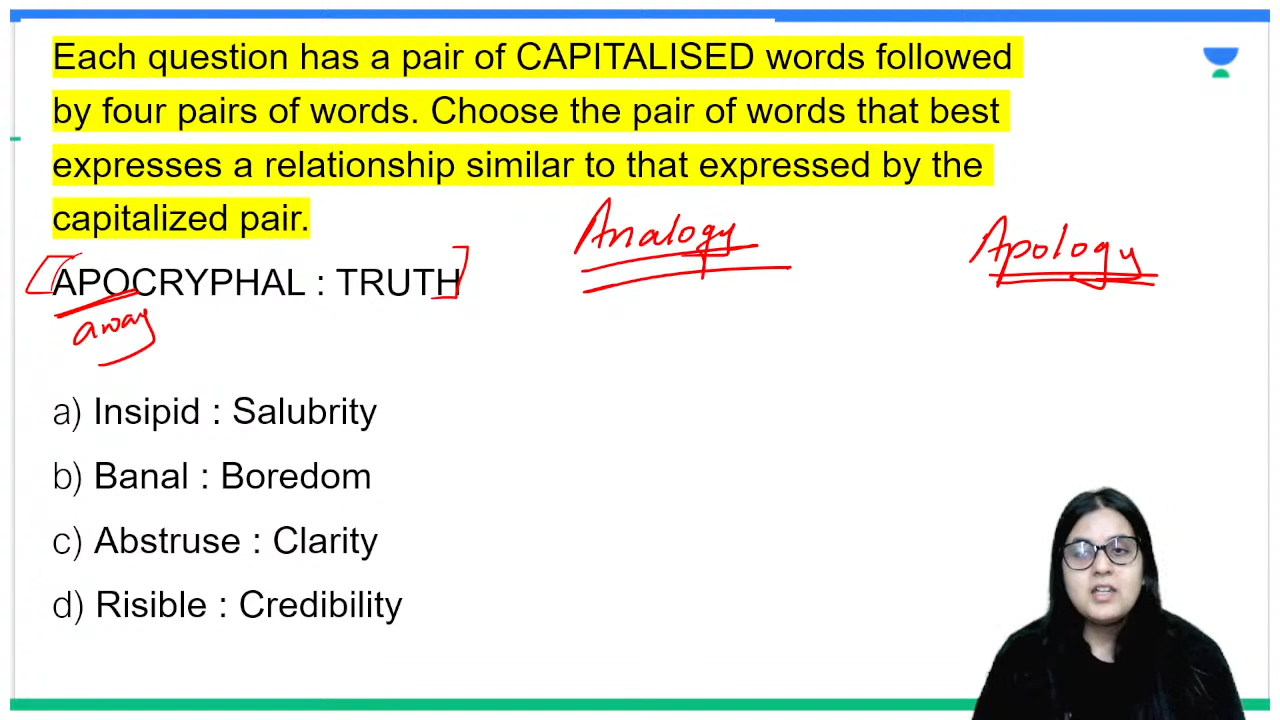 Each question has a pair of CAPITALISED words followed
by four pairs of words. Choose the pair of words that best
expresses a relationship similar to that expressed by the
capitalized pair.
Analogy
Apology
[APOCRYPHAL : TRUTH]
away
a) Insipid : Salubrity
b) Banal : Boredom
c) Abstruse : Clarity
d) Risible : Credibility